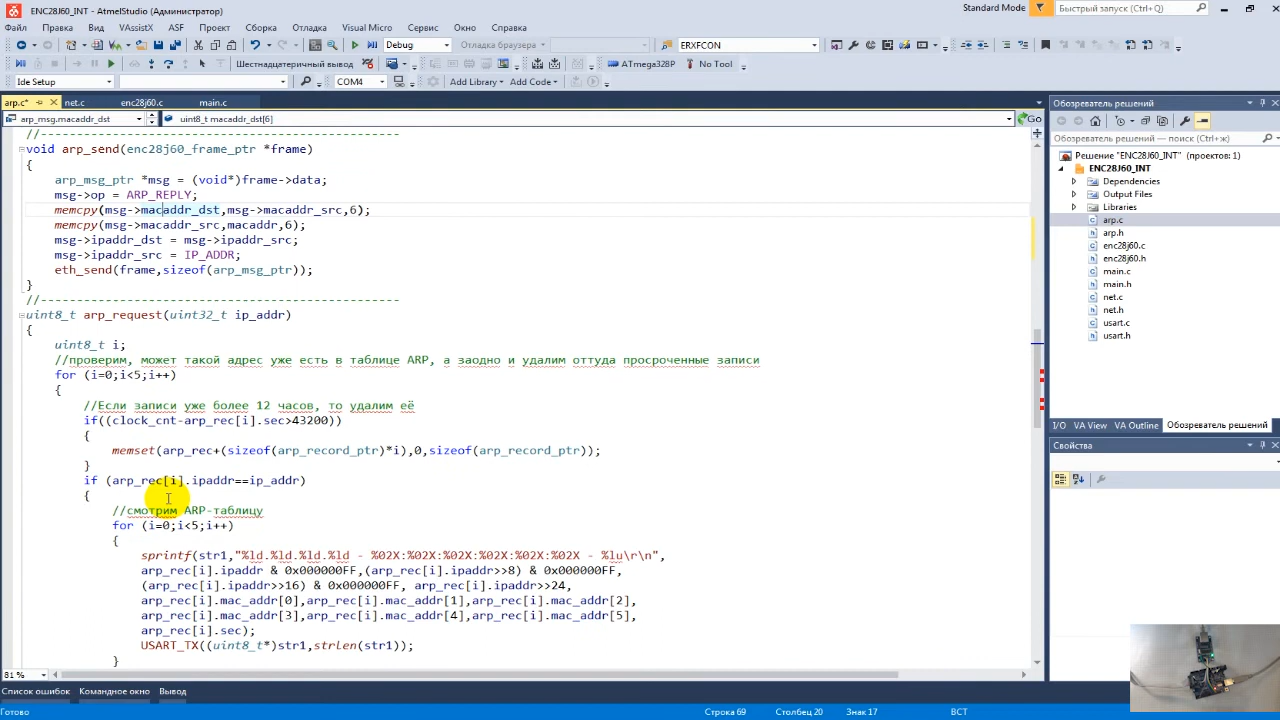 ENC28J60_INT - AtmelStudio (Администратор)
Standard Mode
Быстрый запуск (Ctrl+Q)
Файл Правка Вид VAssistX ASF Проект Сборка Отладка Visual Micro Сервис Окно Справка
Debug
Отладка браузера
ERXFCON
Шестнадцатеричный вывод
ATmega328P
No Tool
Ide Setup
COM4
Add Library
Add Code
arp.c* net.c enc28j60.c main.c
arp_msg.macaddr_dst
uint8_t macaddr_dst[6]
Go
//--------------------------------------------------
void arp_send(enc28j60_frame_ptr *frame)
{
arp_msg_ptr *msg = (void*)frame->data;
msg->op = ARP_REPLY;
memcpy(msg->macaddr_dst,msg->macaddr_src,6);
memcpy(msg->macaddr_src,macaddr,6);
msg->ipaddr_dst = msg->ipaddr_src;
msg->ipaddr_src = IP_ADDR;
eth_send(frame,sizeof(arp_msg_ptr));
}
//--------------------------------------------------
uint8_t arp_request(uint32_t ip_addr)
{
uint8_t i;
//проверим, может такой адрес уже есть в таблице ARP, а заодно и удалим оттуда просроченные записи
for (i=0;i<5;i++)
{
//Если записи уже более 12 часов, то удалим её
if((clock_cnt-arp_rec[i].sec>43200))
{
memset(arp_rec+(sizeof(arp_record_ptr)*i),0,sizeof(arp_record_ptr));
}
if (arp_rec[i].ipaddr==ip_addr)
{
//смотрим ARP-таблицу
for (i=0;i<5;i++)
{
sprintf(str1,"%ld.%ld.%ld.%ld - %02X:%02X:%02X:%02X:%02X:%02X - %lu\r\n",
arp_rec[i].ipaddr & 0x000000FF,(arp_rec[i].ipaddr>>8) & 0x000000FF,
(arp_rec[i].ipaddr>>16) & 0x000000FF, arp_rec[i].ipaddr>>24,
arp_rec[i].mac_addr[0],arp_rec[i].mac_addr[1],arp_rec[i].mac_addr[2],
arp_rec[i].mac_addr[3],arp_rec[i].mac_addr[4],arp_rec[i].mac_addr[5],
arp_rec[i].sec);
USART_TX((uint8_t*)str1,strlen(str1));
}
81 %
Обозреватель решений
Обозреватель решений — поиск (Ctrl+ж)
Решение "ENC28J60_INT" (проектов: 1)
ENC28J60_INT
Dependencies
Output Files
Libraries
arp.c
arp.h
enc28j60.c
enc28j60.h
main.c
main.h
net.c
net.h
usart.c
usart.h
I/O VA View VA Outline Обозреватель решений
Свойства
Список ошибок Командное окно Вывод
Готово
Строка 69
Столбец 20
Знак 17
ВСТ